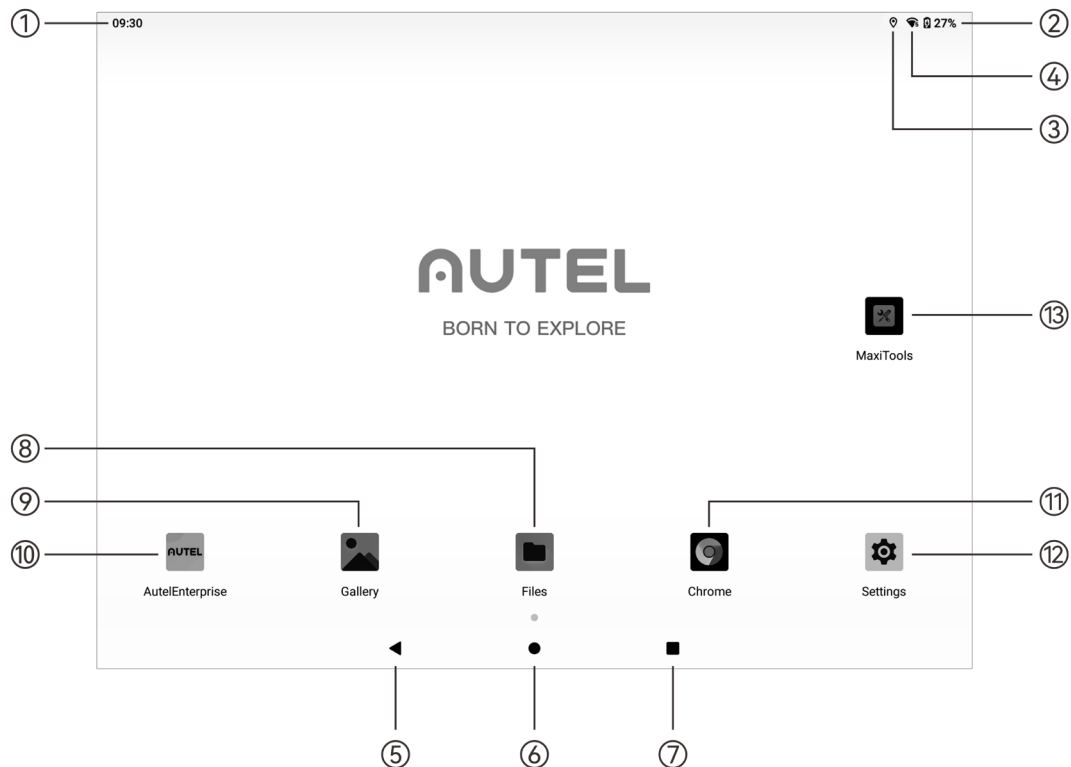 ① 09:30 27% ②
④
③
AUTEL
BORN TO EXPLORE
⑬
MaxiTools
⑧
⑨ ⑪
⑩ AUTEL ⑫
AutelEnterprise Gallery Files Chrome Settings
⑤ ⑥ ⑦